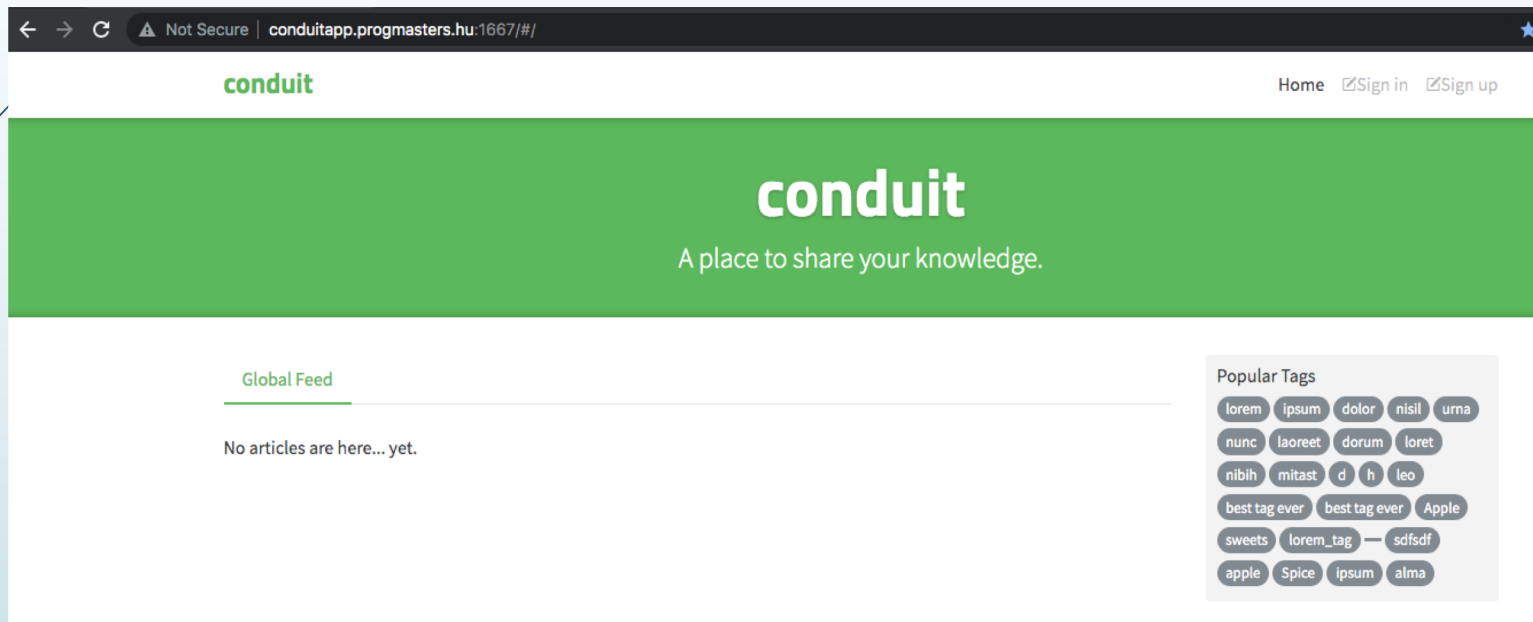 Not Secure | conduitapp.progmasters.hu:1667/#/
conduit
Home Sign in Sign up
conduit
A place to share your knowledge.
Global Feed
No articles are here... yet.
Popular Tags
lorem ipsum dolor nisil urna
nunc laoreet dorum loret
nibih mitast d h leo
best tag ever best tag ever Apple
sweets lorem_tag sdfsdf
apple Spice ipsum alma